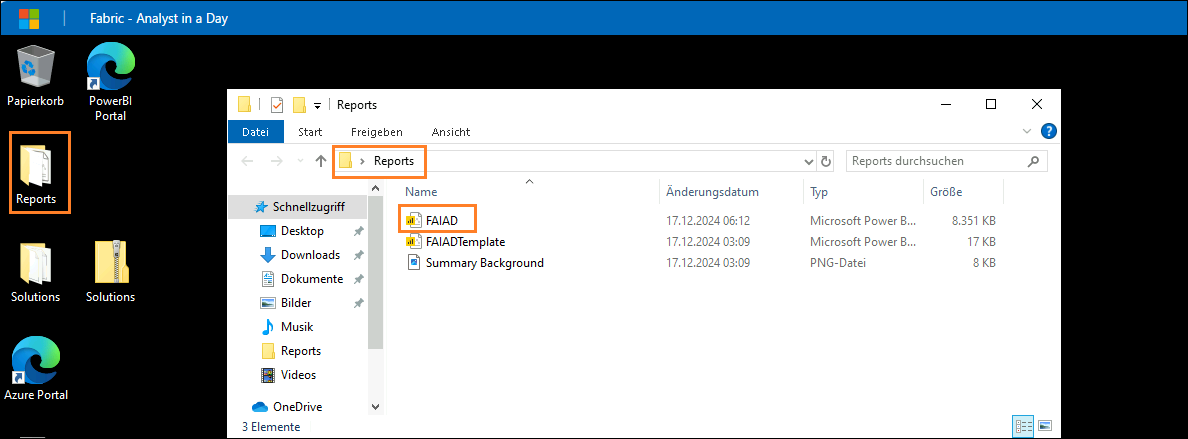 Fabric - Analyst in a Day
Papierkorb
PowerBI
Portal
Reports
Solutions
Solutions
Azure Portal
Reports
Datei Start Freigeben Ansicht
Reports
Reports durchsuchen
Name Änderungsdatum Typ Größe
Schnellzugriff
Desktop
Downloads
Dokumente
Bilder
Musik
Reports
Videos
OneDrive
FAIAD 17.12.2024 06:12 Microsoft Power B... 8.351 KB
FAIADTemplate 17.12.2024 03:09 Microsoft Power B... 17 KB
Summary Background 17.12.2024 03:09 PNG-Datei 8 KB
3 Elemente